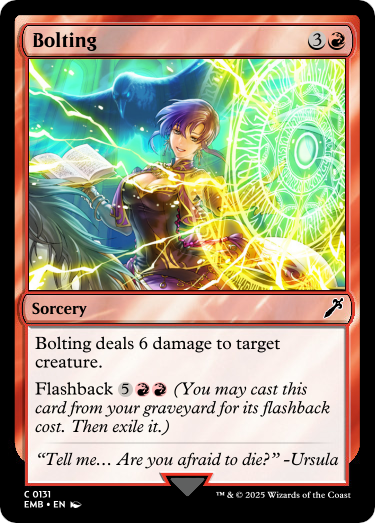 Bolting 3
Sorcery
Bolting deals 6 damage to target
creature.
Flashback 5 (You may cast this
card from your graveyard for its flashback
cost. Then exile it.)
“Tell me… Are you afraid to die?” -Ursula
C 0131
EMB • EN
™ & © 2025 Wizards of the Coast